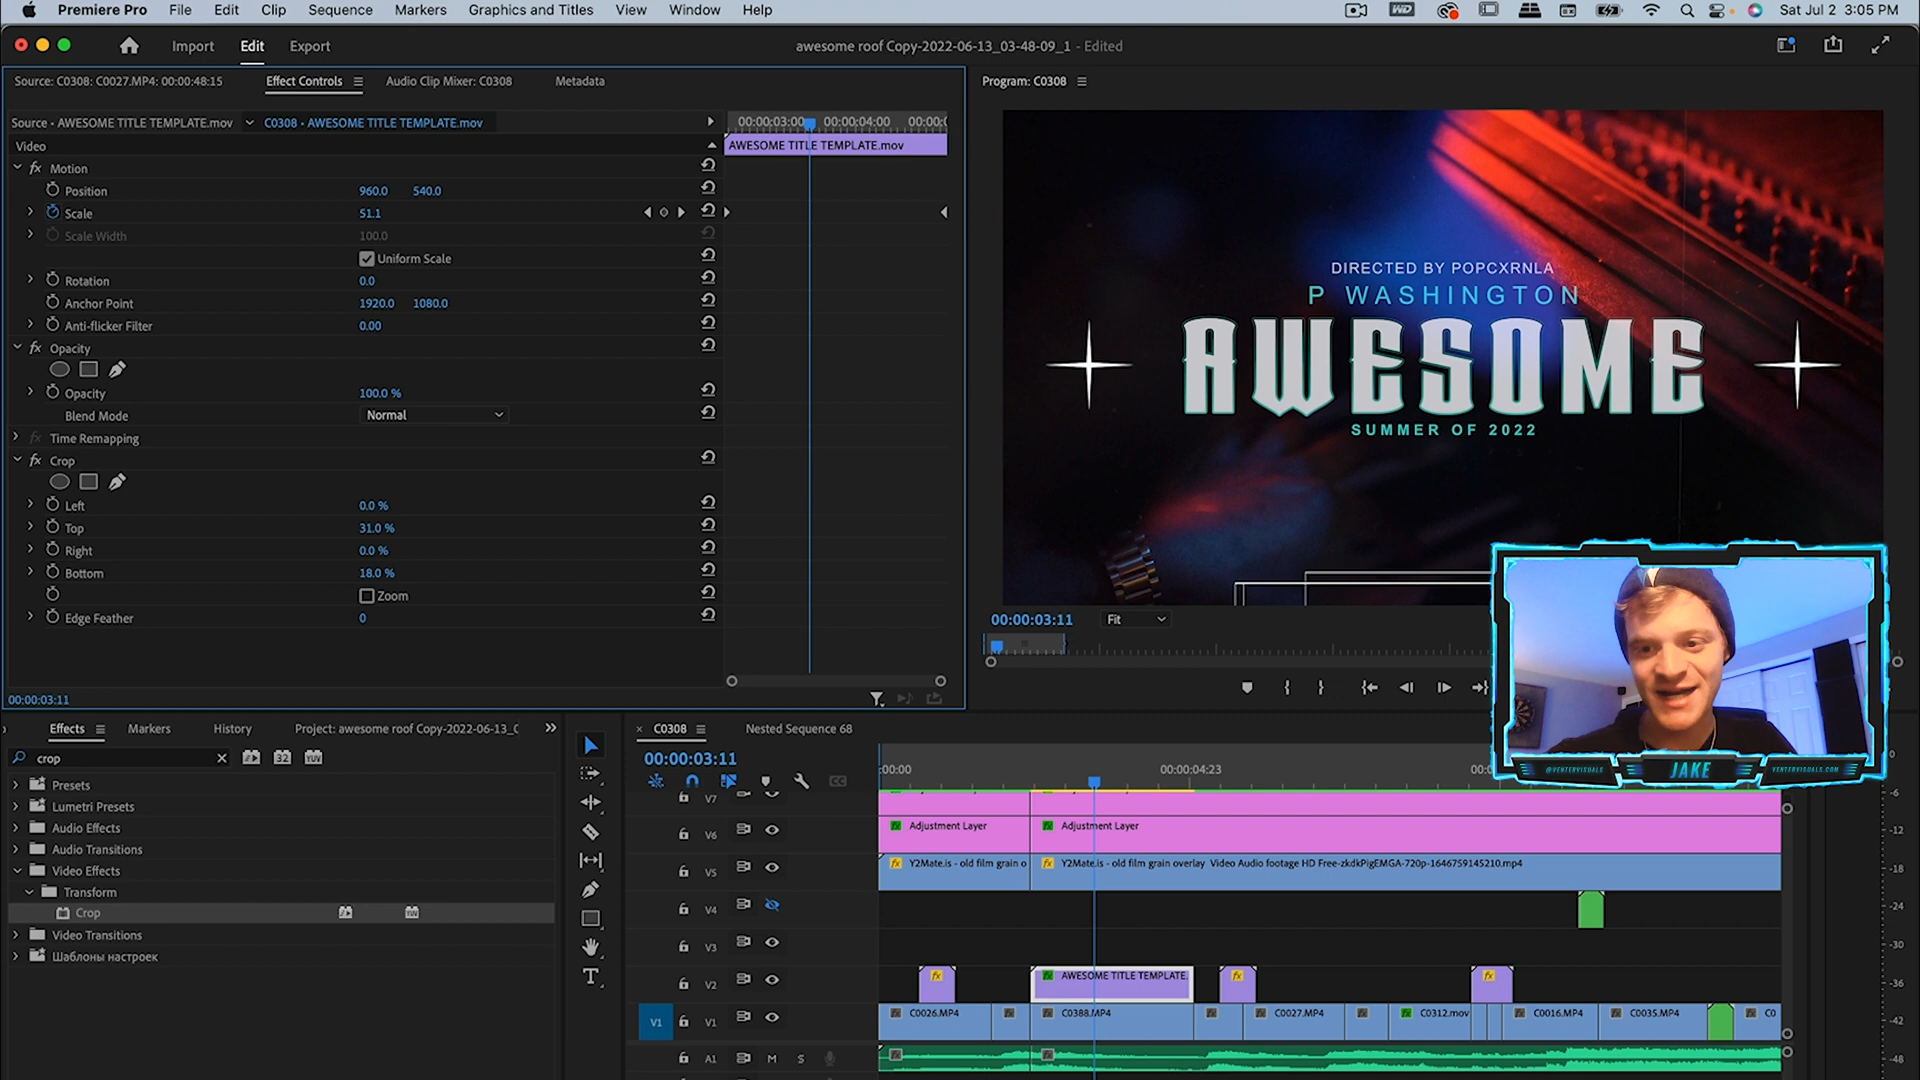 Premiere Pro File Edit Clip Sequence Markers Graphics and Titles View Window Help
Sat Jul 2 3:05 PM
Import Edit Export
awesome roof Copy-2022-06-13_03-48-09_1 - Edited
Source: C0308: C0027.MP4: 00:00:48:15
Effect Controls
Audio Clip Mixer: C0308
Metadata
Program: C0308
Source • AWESOME TITLE TEMPLATE.mov
C0308 • AWESOME TITLE TEMPLATE.mov
00:00:03:00
00:00:04:00
Video
AWESOME TITLE TEMPLATE.mov
fx Motion
Position 960.0 540.0
Scale 51.1
Scale Width 100.0
Uniform Scale
Rotation 0.0
Anchor Point 1920.0 1080.0
Anti-flicker Filter 0.00
fx Opacity
Opacity 100.0 %
Blend Mode Normal
fx Time Remapping
fx Crop
Left 0.0 %
Top 31.0 %
Right 0.0 %
Bottom 18.0 %
Zoom
Edge Feather 0
00:00:03:11
DIRECTED BY POPCXRNLA
P WASHINGTON
AWESOME
SUMMER OF 2022
00:00:03:11 Fit
@VENTERVISUALS
JAKE
VENTERVISUALS.COM
Effects
Markers
History
Project: awesome roof Copy-2022-06-13_0
crop
32
YUV
Presets
Lumetri Presets
Audio Effects
Audio Transitions
Video Effects
Transform
Crop
Video Transitions
Шаблоны настроек
C0308
Nested Sequence 68
00:00:03:11
:00:00
00:00:04:23
V7
V6 Adjustment Layer Adjustment Layer
V5 Y2Mate.is - old film grain o Y2Mate.is - old film grain overlay Video Audio footage HD Free-zkdkPigEMGA-720p-1646759145210.mp4
V4
V3
V2 AWESOME TITLE TEMPLATE.
V1 V1 C0026.MP4 C0388.MP4 C0027.MP4 C0312.mov C0016.MP4 C0035.MP4 C0
A1 M S
0
-6
-12
-18
-24
-30
-36
-42
-48